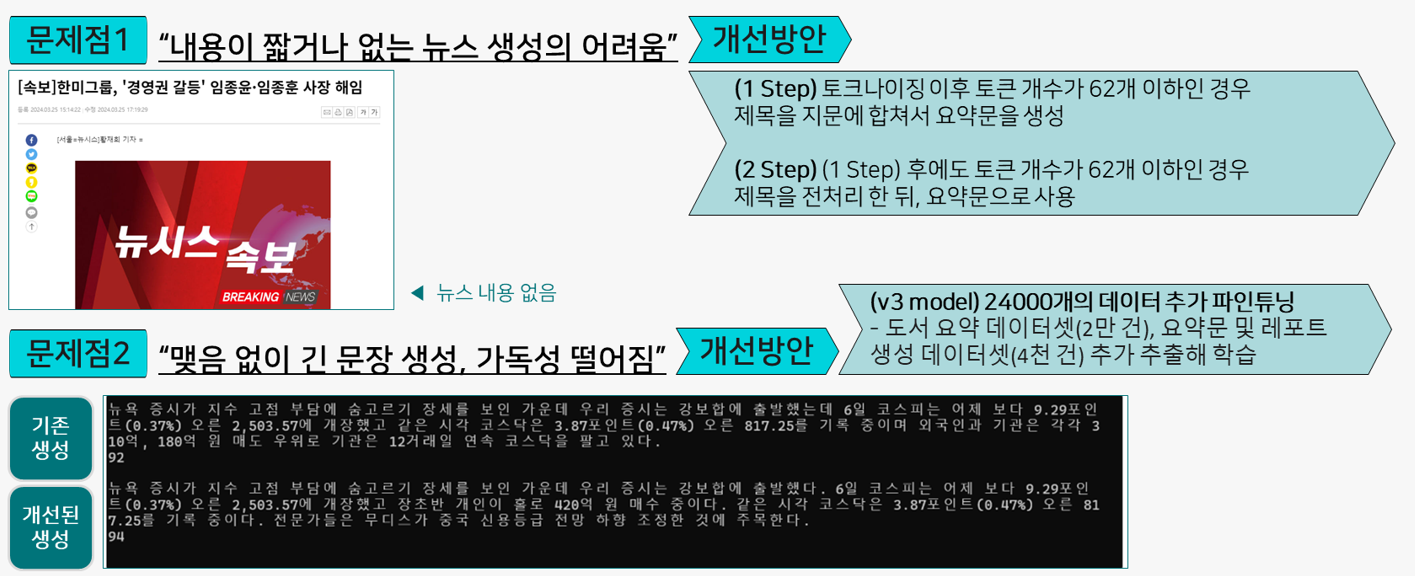 문제점1
“내용이 짧거나 없는 뉴스 생성의 어려움”
개선방안
[속보]한미그룹, '경영권 갈등' 임종윤·임종훈 사장 해임
등록 2024.03.25 15:14:22 수정 2024.03.25 17:19:29
가 가
[서울=뉴시스]황재희 기자 =
뉴시스 속보
BREAKING NEWS
◀ 뉴스 내용 없음
(1 Step) 토크나이징 이후 토큰 개수가 62개 이하인 경우
제목을 지문에 합쳐서 요약문을 생성
(2 Step) (1 Step) 후에도 토큰 개수가 62개 이하인 경우
제목을 전처리 한 뒤, 요약문으로 사용
문제점2
“맺음 없이 긴 문장 생성, 가독성 떨어짐”
개선방안
(v3 model) 24000개의 데이터 추가 파인튜닝
- 도서 요약 데이터셋(2만 건), 요약문 및 레포트
생성 데이터셋(4천 건) 추가 추출해 학습
기존
생성
뉴욕 증시가 지수 고점 부담에 숨고르기 장세를 보인 가운데 우리 증시는 강보합에 출발했는데 6일 코스피는 어제 보다 9.29포인
트(0.37%) 오른 2,503.57에 개장했고 같은 시각 코스닥은 3.87포인트(0.47%) 오른 817.25를 기록 중이며 외국인과 기관은 각각 3
10억, 180억 원 매도 우위로 기관은 12거래일 연속 코스닥을 팔고 있다.
92
개선된
생성
뉴욕 증시가 지수 고점 부담에 숨고르기 장세를 보인 가운데 우리 증시는 강보합에 출발했다. 6일 코스피는 어제 보다 9.29포인
트(0.37%) 오른 2,503.57에 개장했고 장초반 개인이 홀로 420억 원 매수 중이다. 같은 시각 코스닥은 3.87포인트(0.47%) 오른 81
7.25를 기록 중이다. 전문가들은 무디스가 중국 신용등급 전망 하향 조정한 것에 주목한다.
94